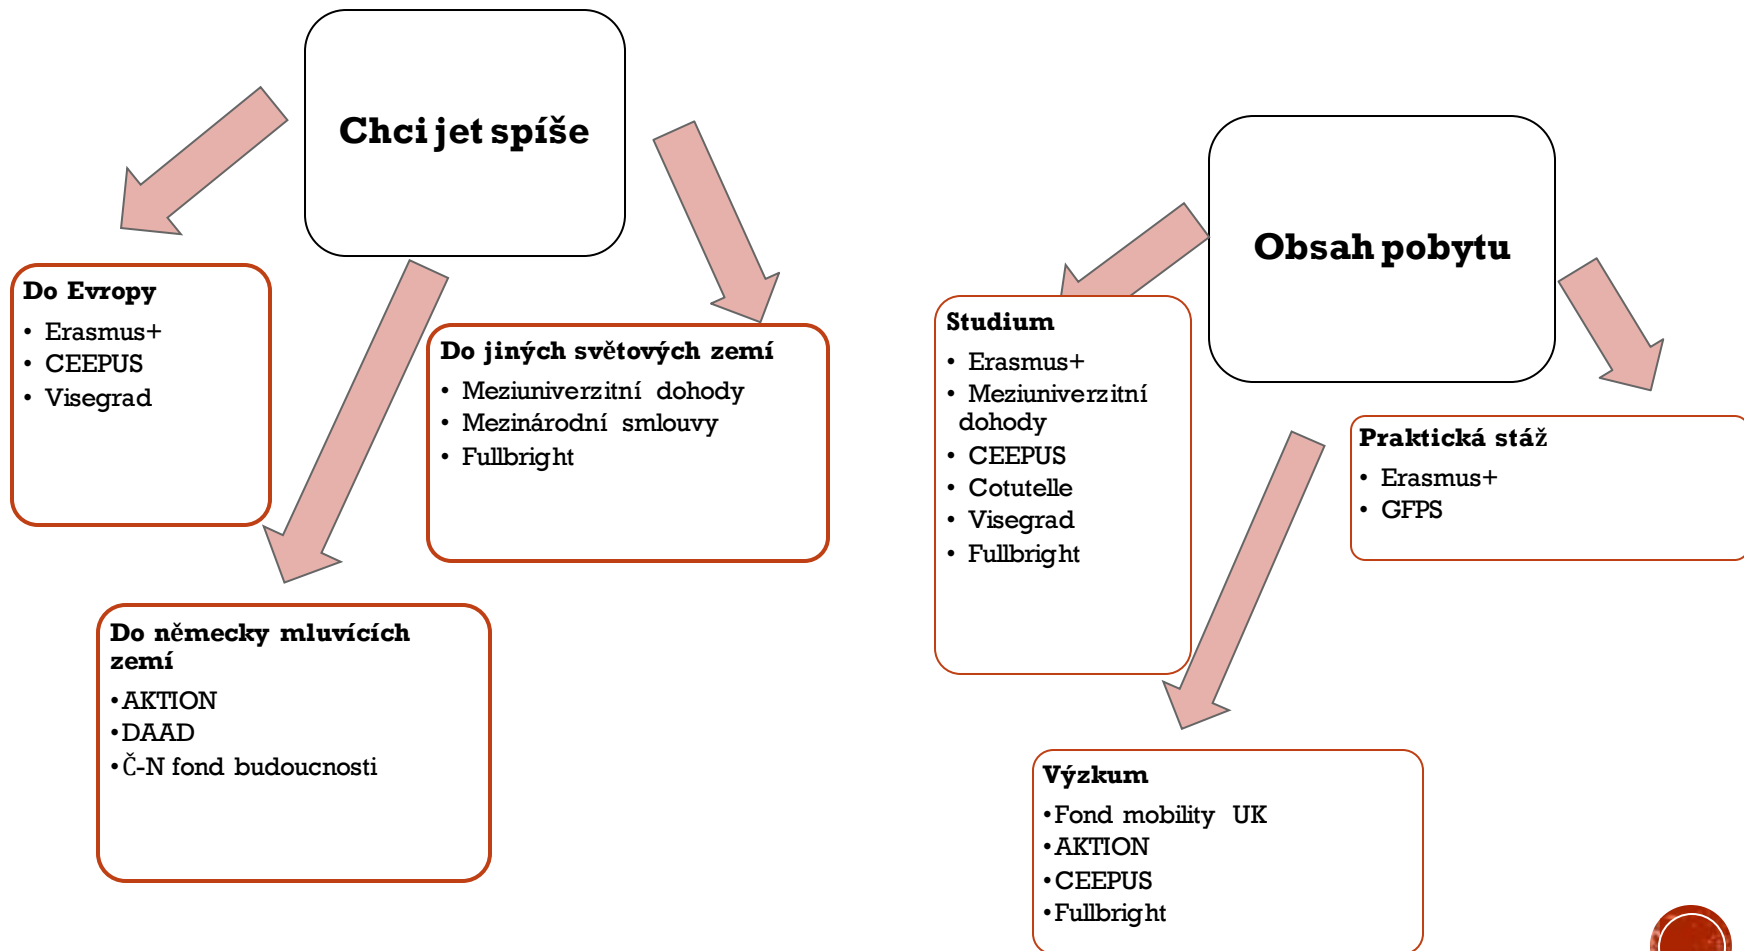 Chci jet spíše
Do Evropy
• Erasmus+
• CEEPUS
• Visegrad
Do jiných světových zemí
• Meziuniverzitní dohody
• Mezinárodní smlouvy
• Fullbright
Do německy mluvících
zemí
•AKTION
•DAAD
•Č-N fond budoucnosti
Obsah pobytu
Studium
• Erasmus+
• Meziuniverzitní
dohody
• CEEPUS
• Cotutelle
• Visegrad
• Fullbright
Praktická stáž
• Erasmus+
• GFPS
Výzkum
•Fond mobility UK
•AKTION
•CEEPUS
•Fullbright